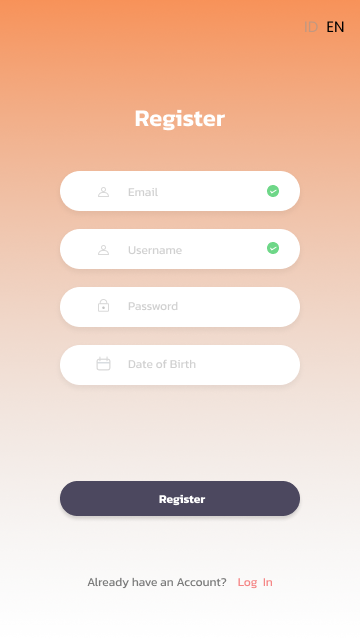 ID EN
Register
Email
Username
Password
Date of Birth
Register
Already have an Account? Log In